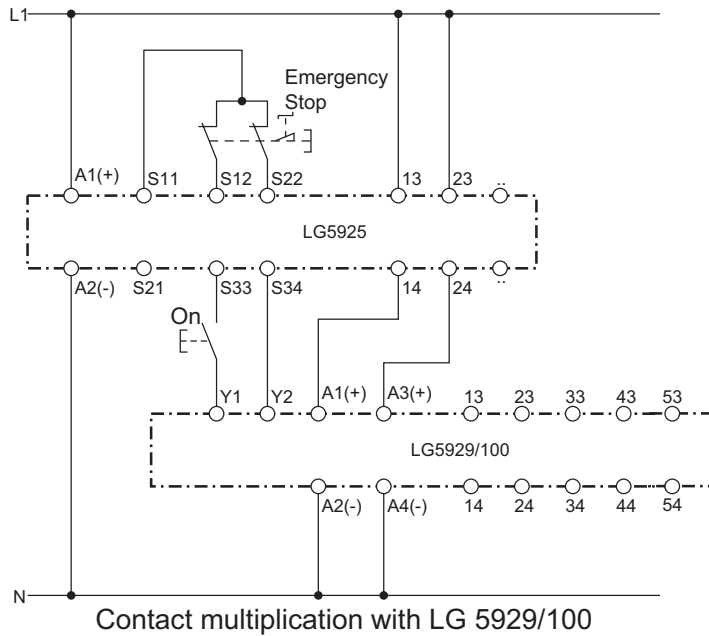 L1
Emergency
Stop
A1(+) S11 S12 S22 13 23 ..
LG5925
A2(-) S21 S33 S34 14 24 ..
On
Y1 Y2 A1(+) A3(+) 13 23 33 43 53
LG5929/100
A2(-) A4(-) 14 24 34 44 54
N
Contact multiplication with LG 5929/100